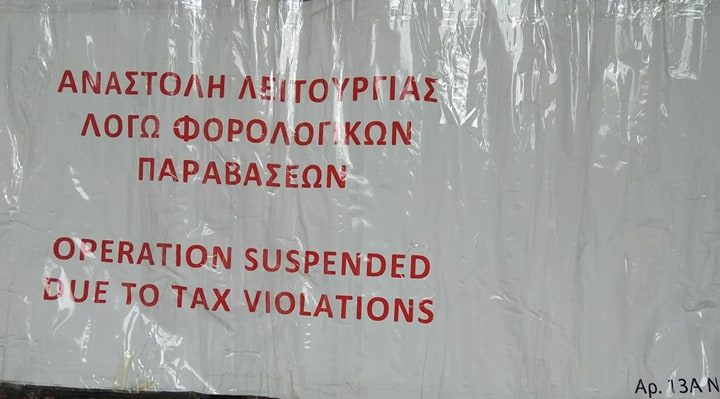 ΑΝΑΣΤΟΛΗ ΛΕΙΤΟΥΡΓΙΑΣ
ΛΟΓΩ ΦΟΡΟΛΟΓΙΚΩΝ
ΠΑΡΑΒΑΣΕΩΝ
OPERATION SUSPENDED
DUE TO TAX VIOLATIONS
Αρ. 13Α Ν